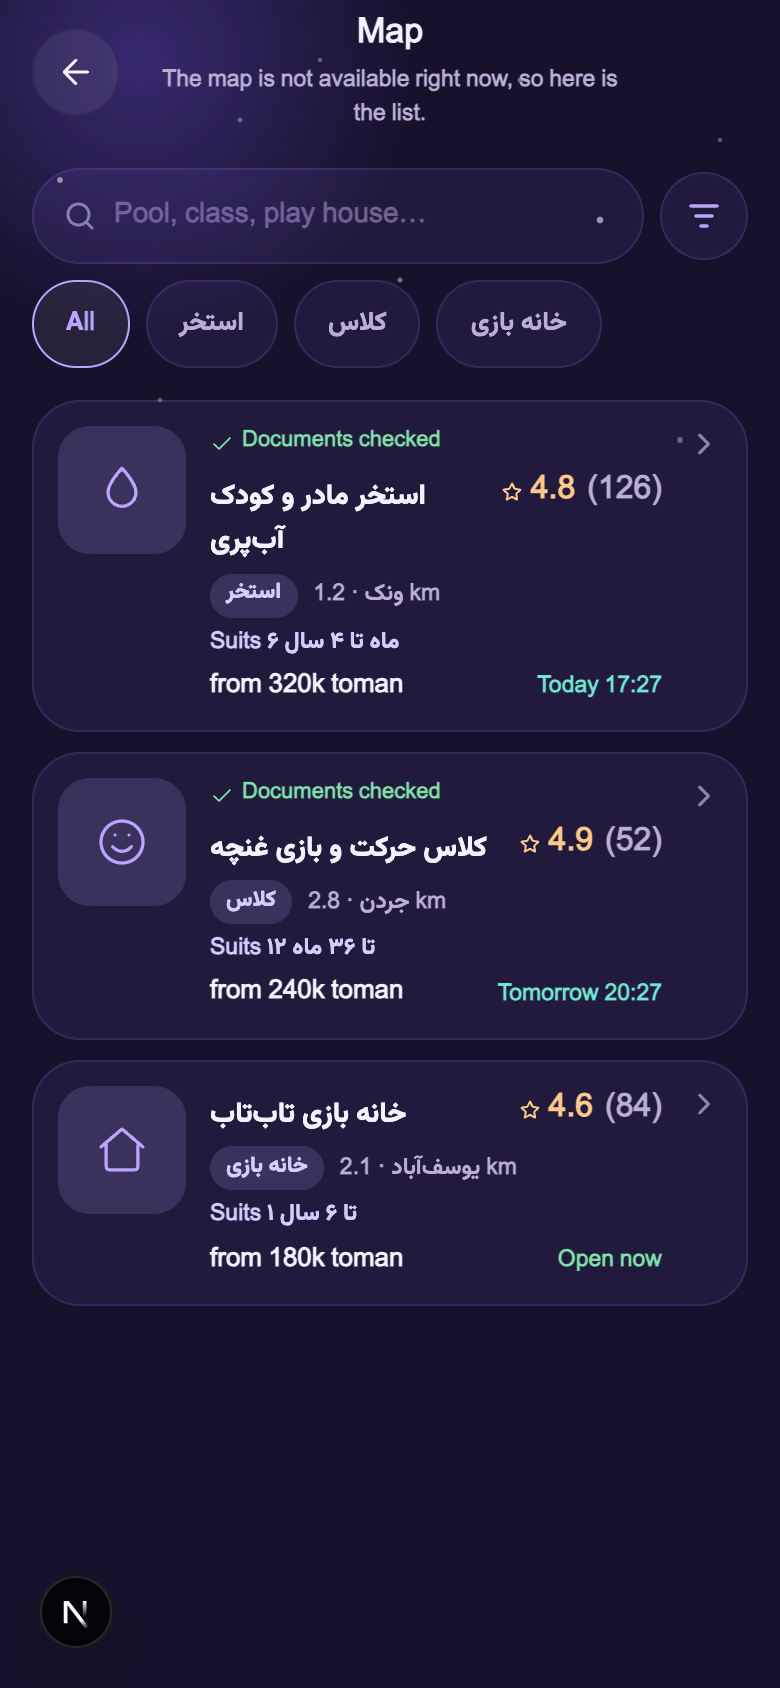 Map
The map is not available right now, so here is
the list.
Pool, class, play house...
All
استخر
کلاس
خانه بازی
Documents checked
استخر مادر و کودک
آب‌پری
4.8 (126)
استخر
1.2 · ونک km
Suits ۶ ماه تا ۴ سال
from 320k toman
Today 17:27
Documents checked
کلاس حرکت و بازی غنچه
4.9 (52)
کلاس
2.8 · جردن km
Suits ۱۲ تا ۳۶ ماه
from 240k toman
Tomorrow 20:27
خانه بازی تاب‌تاب
4.6 (84)
خانه بازی
2.1 · یوسف‌آباد km
Suits ۱ تا ۶ سال
from 180k toman
Open now
N